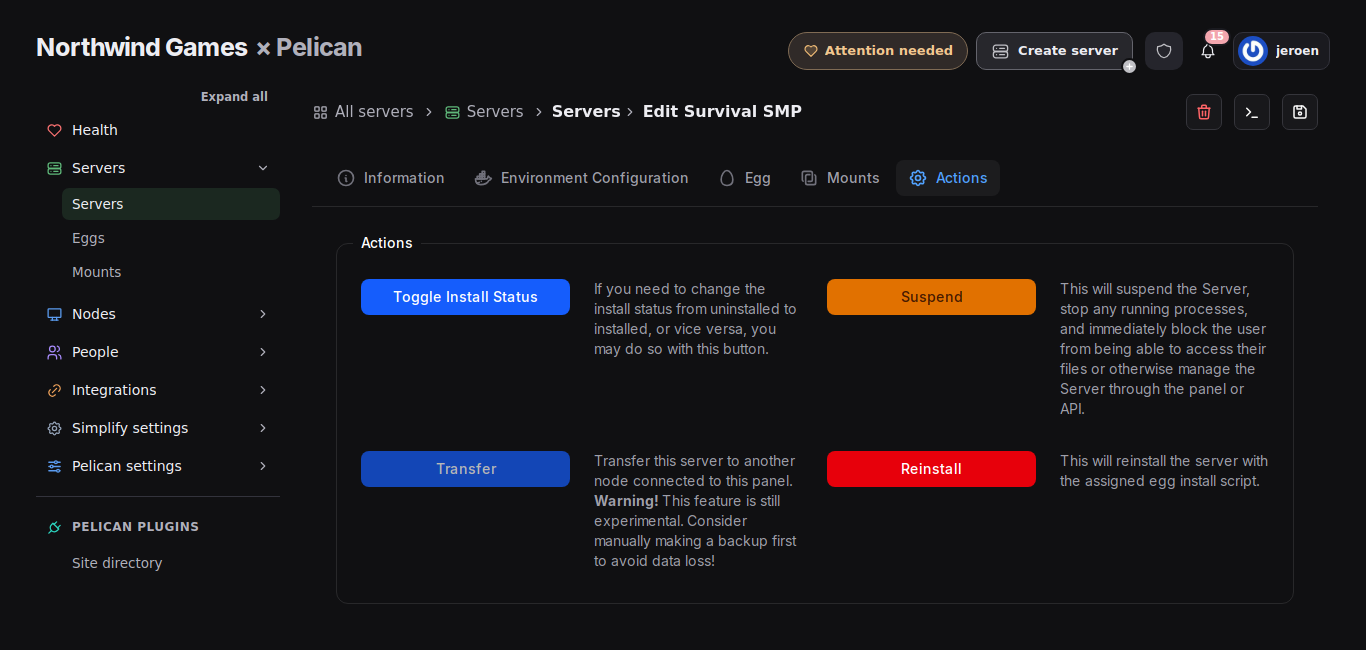 Northwind Games × Pelican
Attention needed
Create server
15
jeroen
Expand all
Health
Servers
Servers
Eggs
Mounts
Nodes
People
Integrations
Simplify settings
Pelican settings
PELICAN PLUGINS
Site directory
All servers
Servers
Servers
Edit Survival SMP
Information
Environment Configuration
Egg
Mounts
Actions
Actions
Toggle Install Status
If you need to change the
install status from uninstalled to
installed, or vice versa, you
may do so with this button.
Suspend
This will suspend the Server,
stop any running processes,
and immediately block the user
from being able to access their
files or otherwise manage the
Server through the panel or
API.
Transfer
Transfer this server to another
node connected to this panel.
Warning! This feature is still
experimental. Consider
manually making a backup first
to avoid data loss!
Reinstall
This will reinstall the server with
the assigned egg install script.